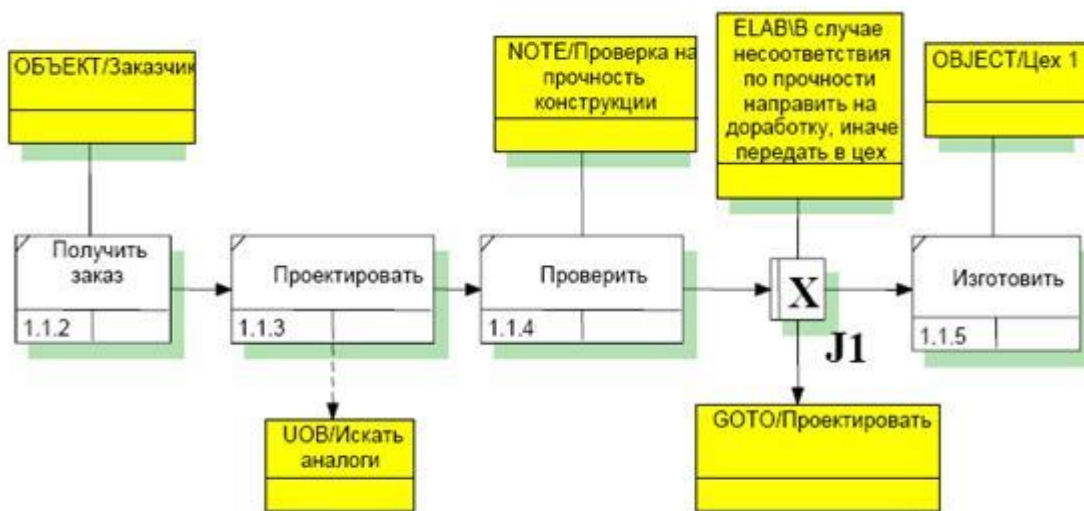 ОБЪЕКТ/Заказчик
NOTE/Проверка на
прочность
конструкции
ELAB\В случае
несоответствия
по прочности
направить на
доработку, иначе
передать в цех
OBJECT/Цех 1
Получить
заказ
1.1.2
Проектировать
1.1.3
Проверить
1.1.4
X
J1
Изготовить
1.1.5
UOB/Искать
аналоги
GOTO/Проектировать